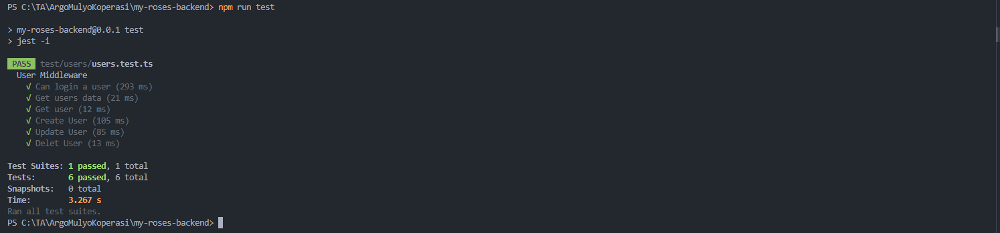 PS C:\TA\ArgoMulyoKoperasi\my-roses-backend> npm run test
> my-roses-backend@0.0.1 test
> jest -i
PASS test/users/users.test.ts
User Middleware
√ Can login a user (293 ms)
√ Get users data (21 ms)
√ Get user (12 ms)
√ Create User (105 ms)
√ Update User (85 ms)
√ Delet User (13 ms)
Test Suites: 1 passed, 1 total
Tests: 6 passed, 6 total
Snapshots: 0 total
Time: 3.267 s
Ran all test suites.
PS C:\TA\ArgoMulyoKoperasi\my-roses-backend>